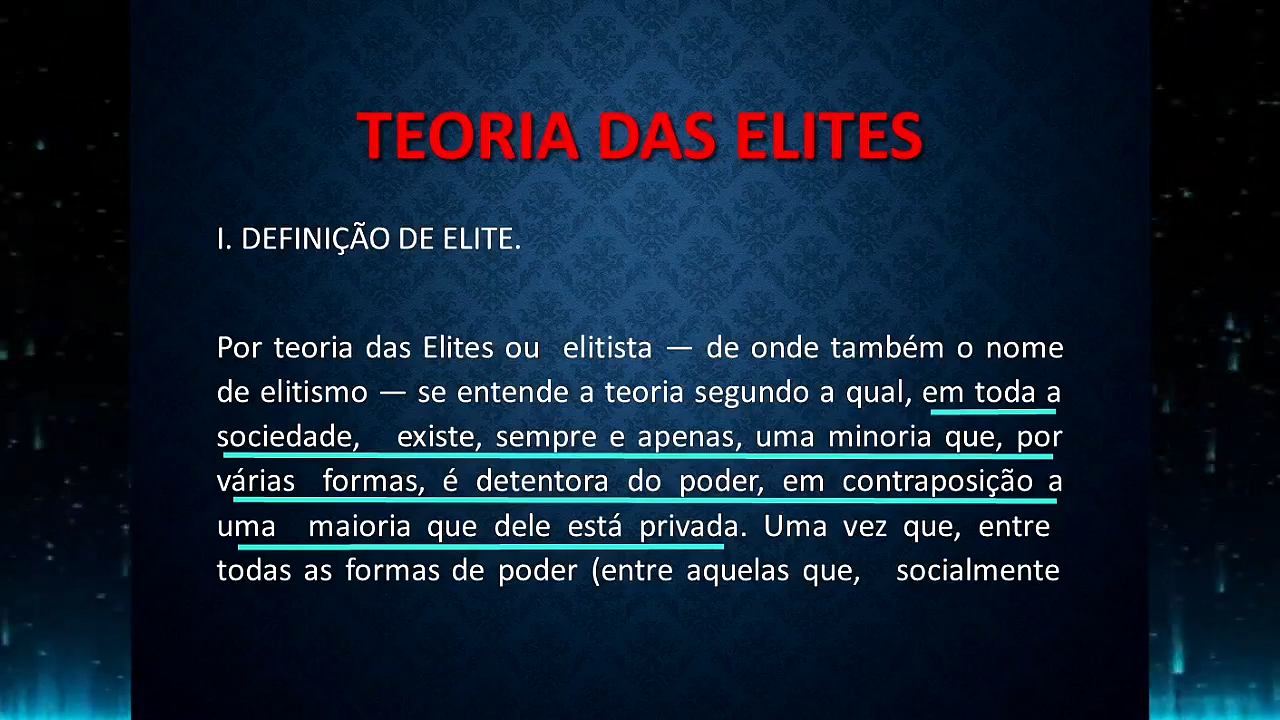 TEORIA DAS ELITES
I. DEFINIÇÃO DE ELITE.
Por teoria das Elites ou elitista — de onde também o nome
de elitismo — se entende a teoria segundo a qual, em toda a
sociedade, existe, sempre e apenas, uma minoria que, por
várias formas, é detentora do poder, em contraposição a
uma maioria que dele está privada. Uma vez que, entre
todas as formas de poder (entre aquelas que, socialmente